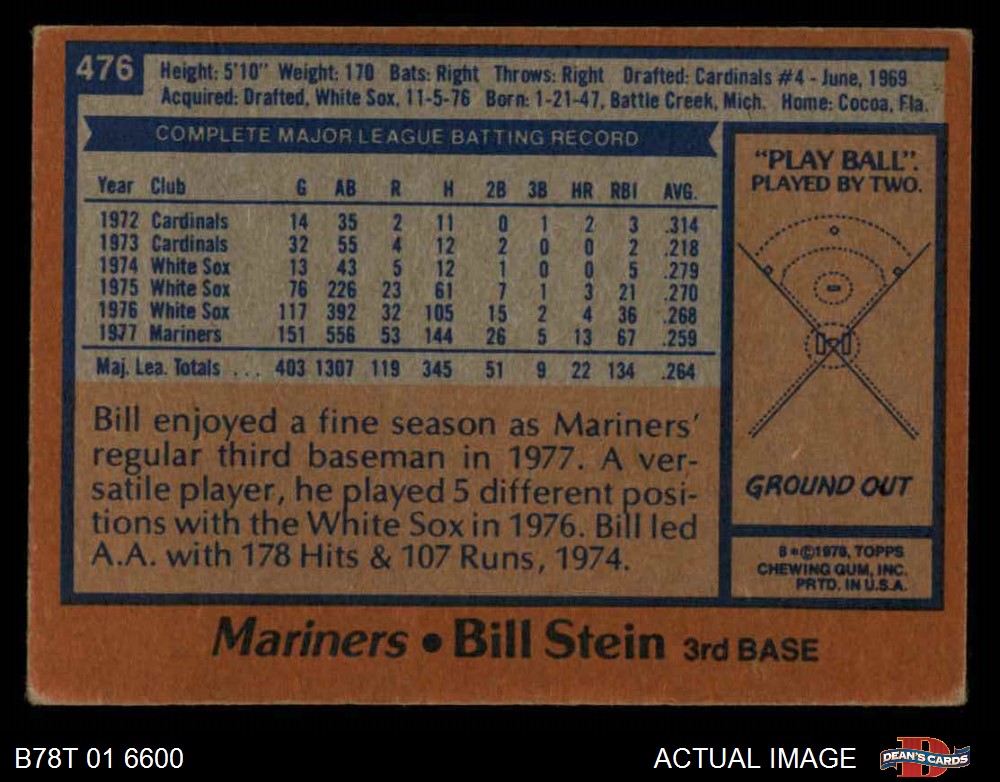 476
Height: 5'10" Weight: 170 Bats: Right Throws: Right Drafted: Cardinals #4 - June, 1969
Acquired: Drafted, White Sox, 11-5-76 Born: 1-21-47, Battle Creek, Mich. Home: Cocoa, Fla.
COMPLETE MAJOR LEAGUE BATTING RECORD
Year Club G AB R H 2B 3B HR RBI AVG.
1972 Cardinals 14 35 2 11 0 1 2 3 .314
1973 Cardinals 32 55 4 12 2 0 0 2 .218
1974 White Sox 13 43 5 12 1 0 0 5 .279
1975 White Sox 76 226 23 61 7 1 3 21 .270
1976 White Sox 117 392 32 105 15 2 4 36 .268
1977 Mariners 151 556 53 144 26 5 13 67 .259
Maj. Lea. Totals ... 403 1307 119 345 51 9 22 134 .264
Bill enjoyed a fine season as Mariners'
regular third baseman in 1977. A ver-
satile player, he played 5 different posi-
tions with the White Sox in 1976. Bill led
A.A. with 178 Hits & 107 Runs, 1974.
"PLAY BALL".
PLAYED BY TWO.
GROUND OUT
8*©1978, TOPPS
CHEWING GUM, INC.
PRTD. IN U.S.A.
Mariners • Bill Stein 3rd BASE
B78T 01 6600
ACTUAL IMAGE
DEAN'S CARDS